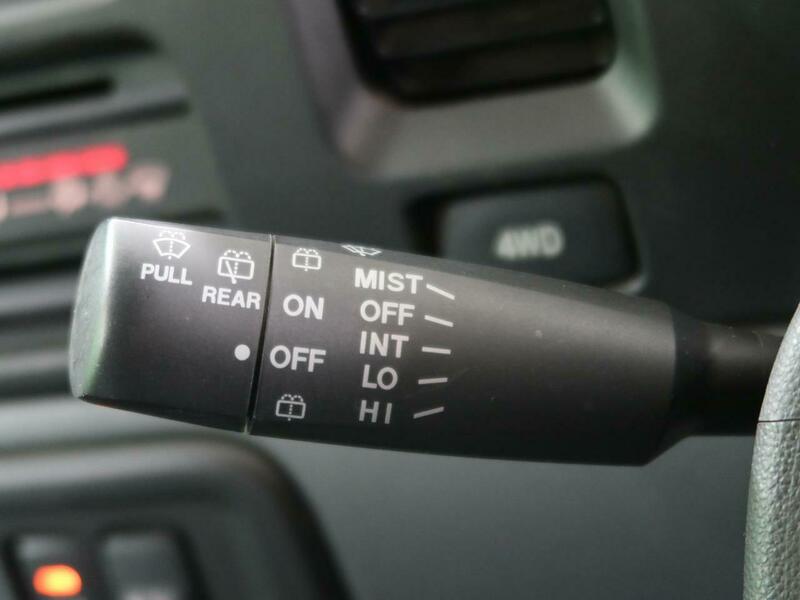 PULL
REAR
ON
OFF
MIST
OFF
INT
LO
HI
4WD